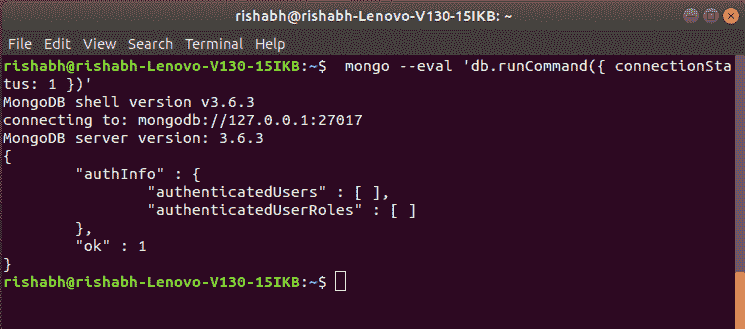 rishabh@rishabh-Lenovo-V130-15IKB: ~
File Edit View Search Terminal Help
rishabh@rishabh-Lenovo-V130-15IKB:~$  mongo --eval 'db.runCommand({ connectionSta
tus: 1 })'
MongoDB shell version v3.6.3
connecting to: mongodb://127.0.0.1:27017
MongoDB server version: 3.6.3
{
        "authInfo" : {
                "authenticatedUsers" : [ ],
                "authenticatedUserRoles" : [ ]
        },
        "ok" : 1
}
rishabh@rishabh-Lenovo-V130-15IKB:~$